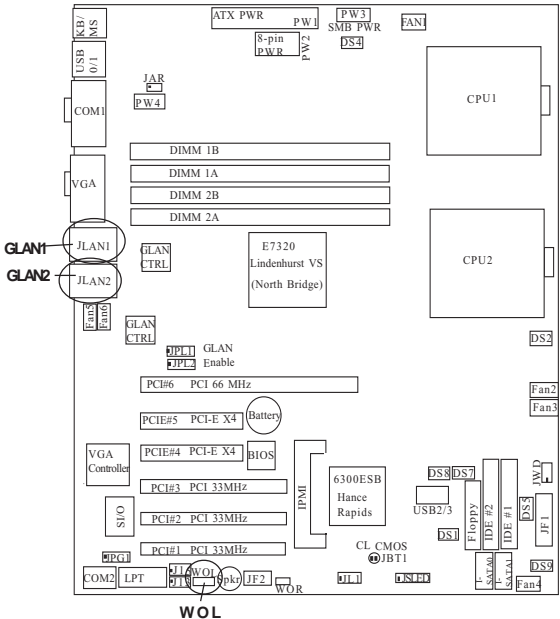 KB/
MS
ATX PWR
PW1
PW3
SMB PWR
FAN1
8-pin
PWR
PW2
DS4
USB
0/1
JAR
PW4
COM1
CPU1
DIMM 1B
DIMM 1A
VGA
DIMM 2B
DIMM 2A
GLAN1
JLAN1
GLAN
CTRL
E7320
Lindenhurst VS
(North Bridge)
CPU2
GLAN2
JLAN2
Fan5
Fan6
GLAN
CTRL
DS2
JPL1
GLAN
JPL2
Enable
PCI#6 PCI 66 MHz
Fan2
Fan3
PCIE#5 PCI-E X4
Battery
VGA
Controller
PCIE#4 PCI-E X4
BIOS
IPMI
6300ESB
Hance
Rapids
DS8
DS7
JWD
PCI#3 PCI 33MHz
USB2/3
Floppy
IDE #2
IDE #1
DS5
JF1
S I/O
PCI#2 PCI 33MHz
DS1
PCI#1 PCI 33MHz
CL CMOS
JBT1
JPG1
COM2
LPT
WOL
Spkr
JF2
WOR
JL1
SLED
I-
SATA0
I-
SATA1
DS9
Fan4
WOL